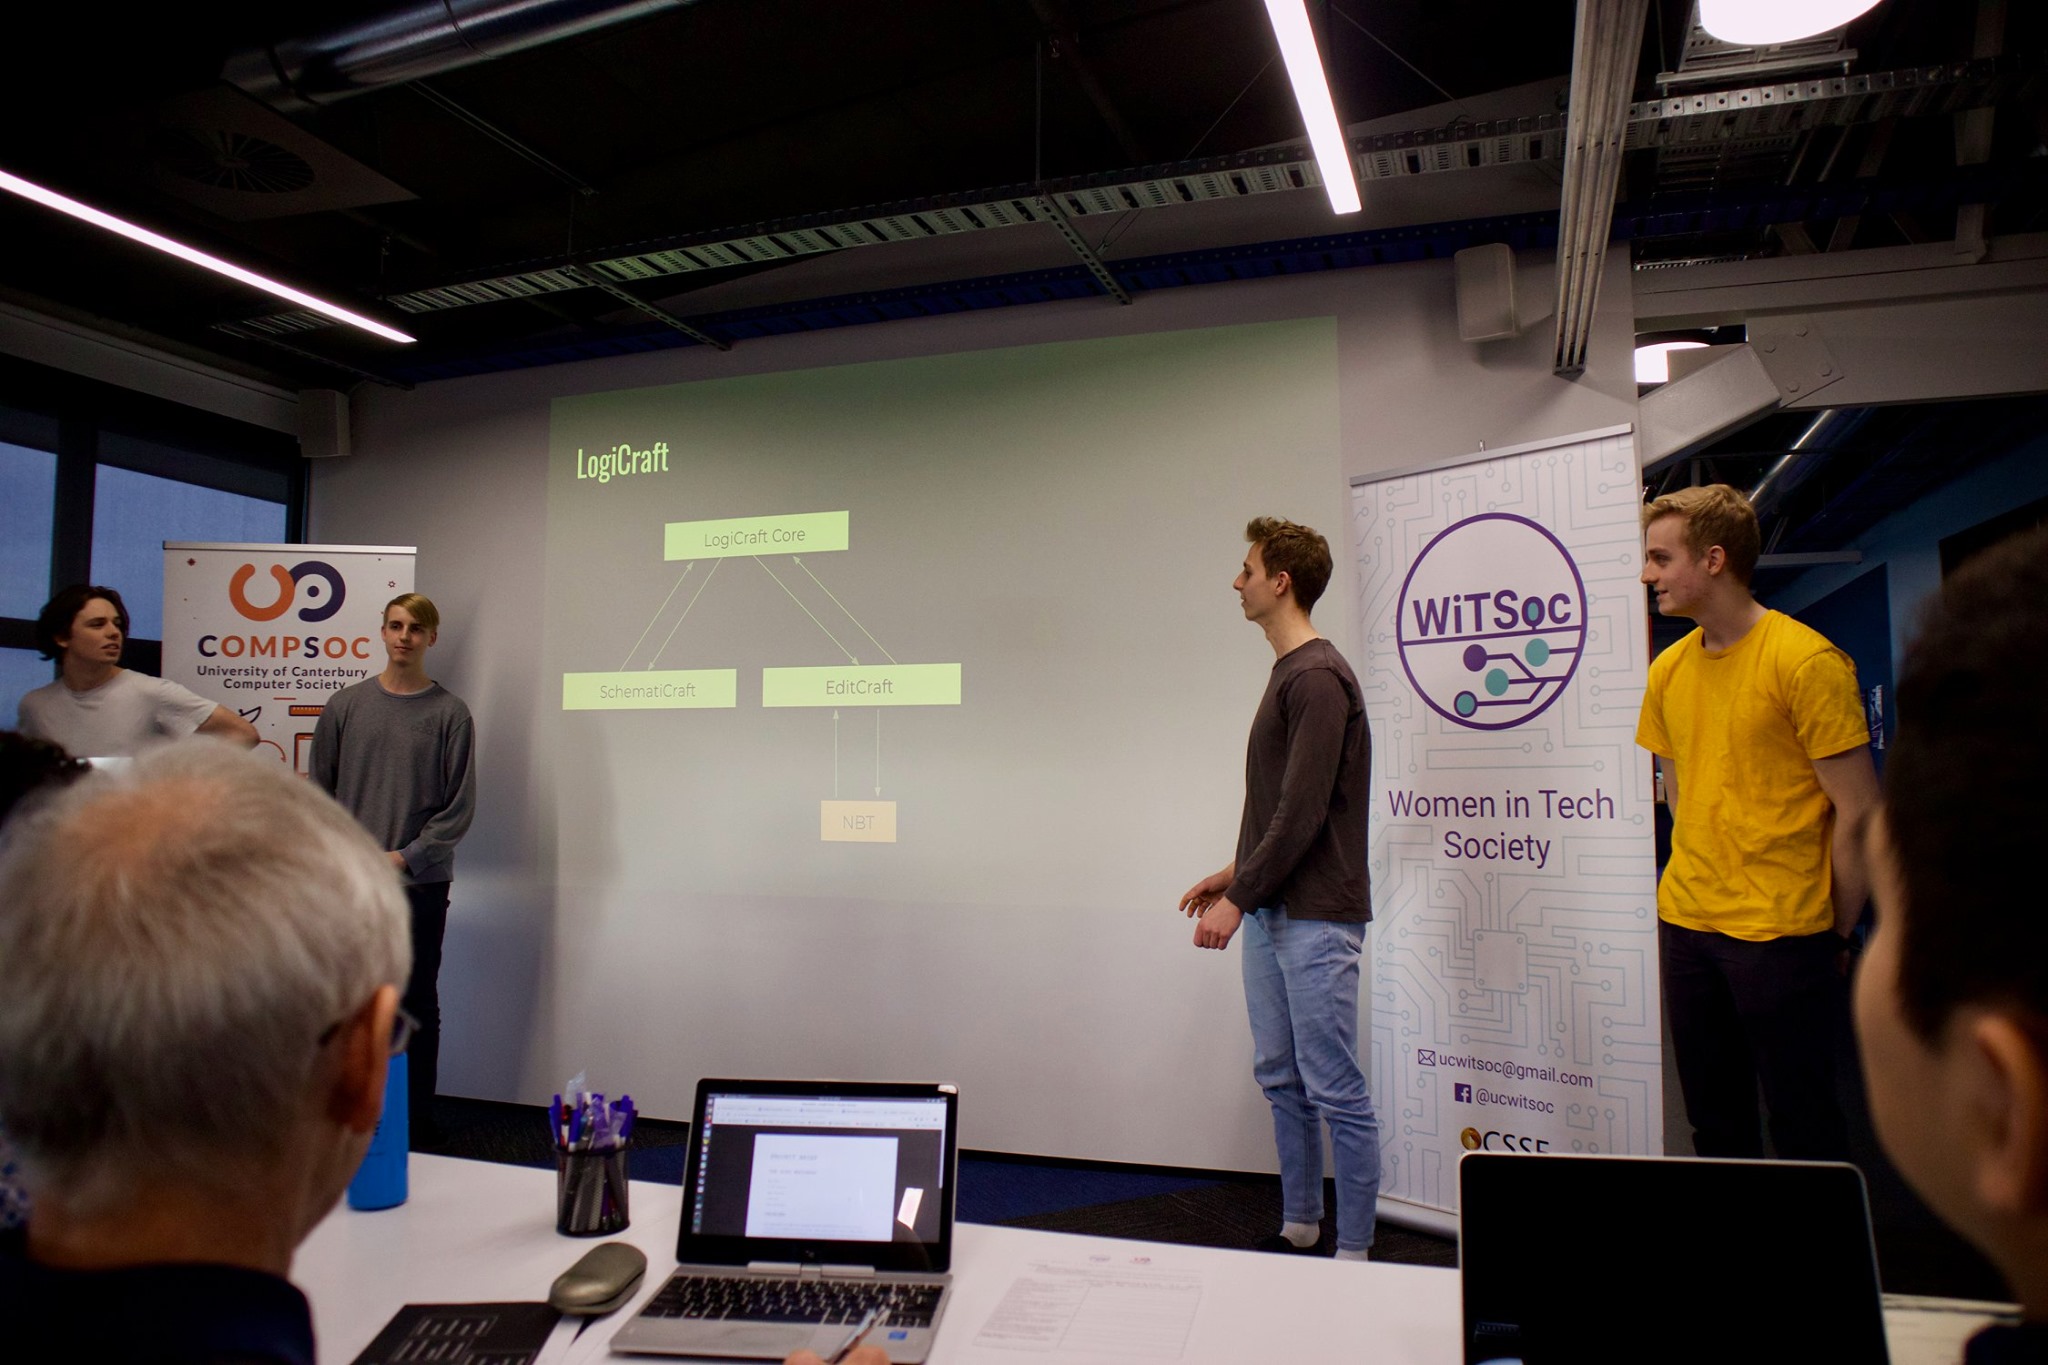 LogiCraft
LogiCraft Core
SchematiCraft
EditCraft
NBT
COMPSOC
University of Canterbury
Computer Society
WiTSoc
Women in Tech
Society
ucwitsoc@gmail.com
@ucwitsoc
CSSE